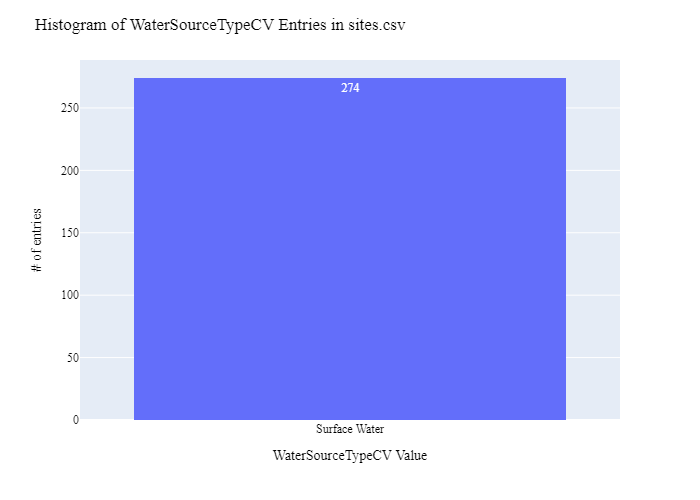 Histogram of WaterSourceTypeCV Entries in sites.csv
274
250
200
150
100
50
0
# of entries
Surface Water
WaterSourceTypeCV Value